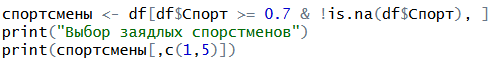 спортсмены <- df[df$Спорт >= 0.7 & !is.na(df$Спорт), ]
print("Выбор заядлых спорстменов")
print(спортсмены[,c(1,5)])